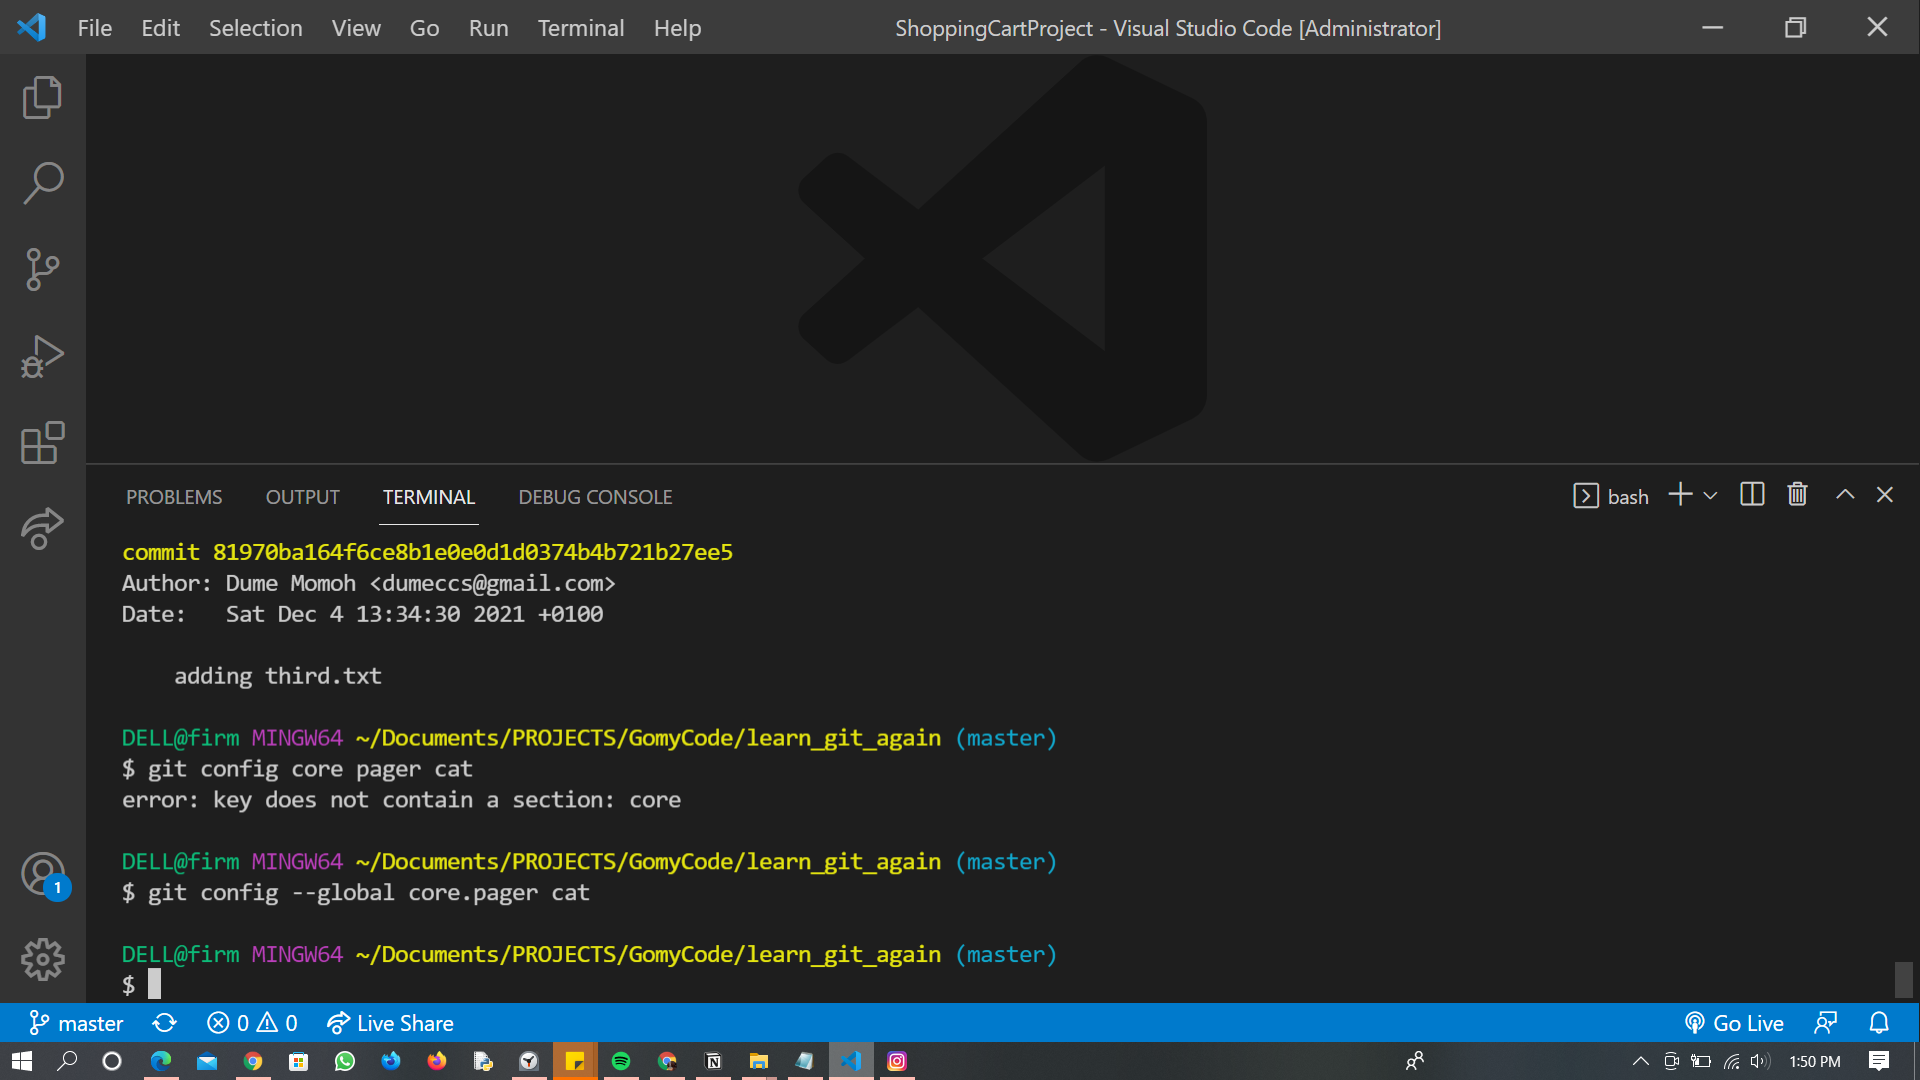 File Edit Selection View Go Run Terminal Help ShoppingCartProject - Visual Studio Code [Administrator]
PROBLEMS OUTPUT TERMINAL DEBUG CONSOLE bash
commit 81970ba164f6ce8b1e0e0d1d0374b4b721b27ee5
Author: Dume Momoh <dumeccs@gmail.com>
Date:   Sat Dec 4 13:34:30 2021 +0100
    adding third.txt
DELL@firm MINGW64 ~/Documents/PROJECTS/GomyCode/learn_git_again (master)
$ git config core pager cat
error: key does not contain a section: core
DELL@firm MINGW64 ~/Documents/PROJECTS/GomyCode/learn_git_again (master)
$ git config --global core.pager cat
DELL@firm MINGW64 ~/Documents/PROJECTS/GomyCode/learn_git_again (master)
$
1
master 0 0 Live Share Go Live
1:50 PM